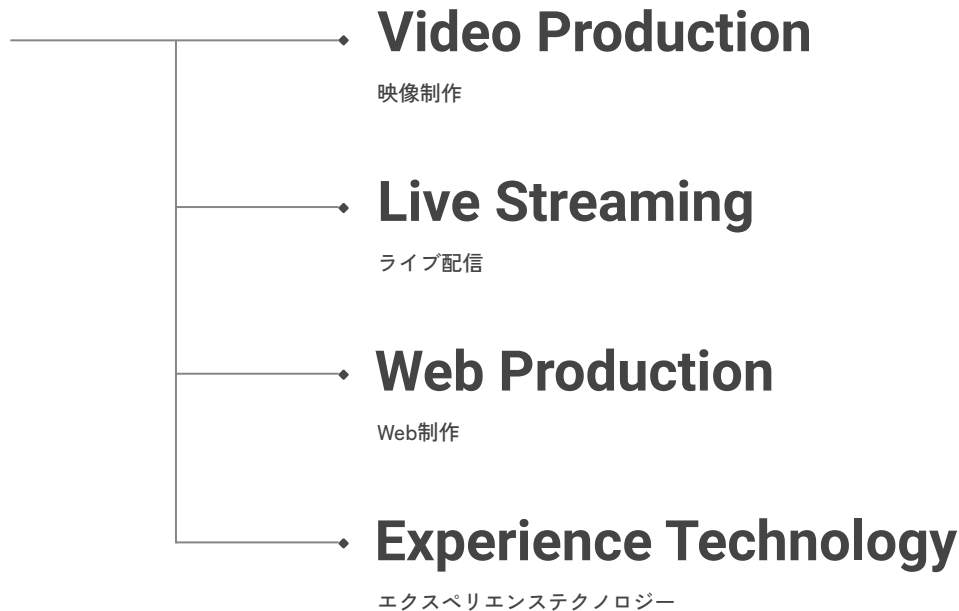 Video Production
映像制作
Live Streaming
ライブ配信
Web Production
Web制作
Experience Technology
エクスペリエンステクノロジー